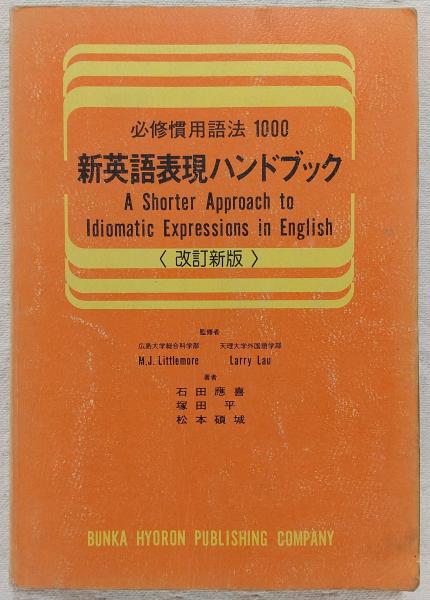 必修慣用語法 1000
新英語表現ハンドブック
A Shorter Approach to
Idiomatic Expressions in English
〈 改訂新版 〉
監修者
広島大学総合科学部 天理大学外国語学部
M.J. Littlemore Larry Lau
著者
石田應喜
塚田 平
松本碩城
BUNKA HYORON PUBLISHING COMPANY